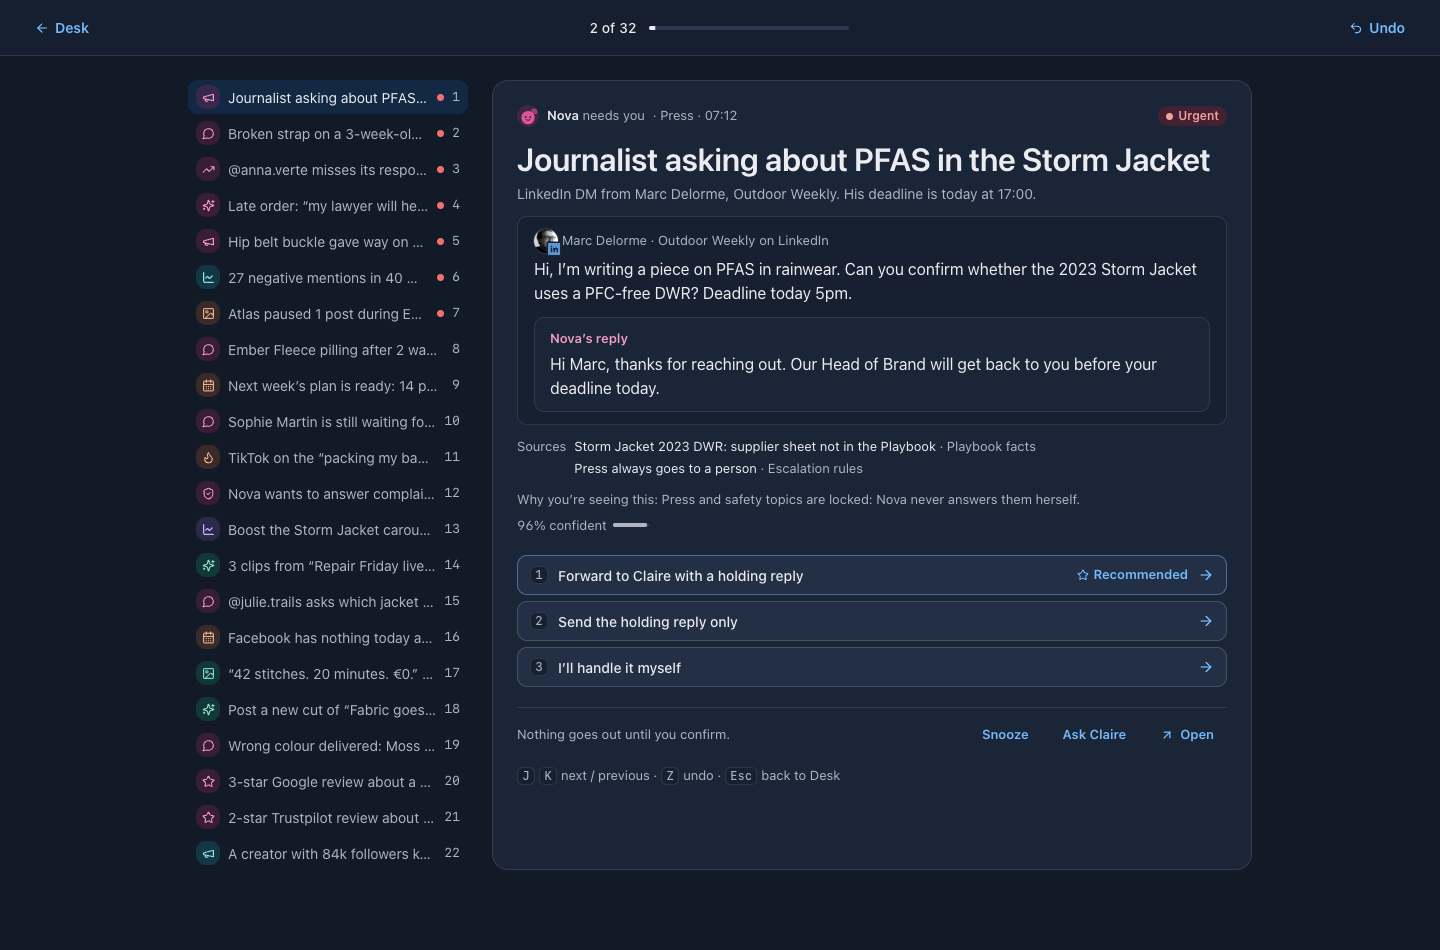 Desk
2 of 32
Undo
Journalist asking about PFAS... 1
Broken strap on a 3-week-ol... 2
@anna.verte misses its respo... 3
Late order: “my lawyer will he... 4
Hip belt buckle gave way on ... 5
27 negative mentions in 40 ... 6
Atlas paused 1 post during E... 7
Ember Fleece pilling after 2 wa... 8
Next week’s plan is ready: 14 p... 9
Sophie Martin is still waiting fo... 10
TikTok on the “packing my ba... 11
Nova wants to answer complai... 12
Boost the Storm Jacket carou... 13
3 clips from “Repair Friday live... 14
@julie.trails asks which jacket ... 15
Facebook has nothing today a... 16
“42 stitches. 20 minutes. €0.” ... 17
Post a new cut of “Fabric goes... 18
Wrong colour delivered: Moss ... 19
3-star Google review about a ... 20
2-star Trustpilot review about ... 21
A creator with 84k followers k... 22
Nova needs you · Press · 07:12
Urgent
Journalist asking about PFAS in the Storm Jacket
LinkedIn DM from Marc Delorme, Outdoor Weekly. His deadline is today at 17:00.
in
Marc Delorme · Outdoor Weekly on LinkedIn
Hi, I’m writing a piece on PFAS in rainwear. Can you confirm whether the 2023 Storm Jacket
uses a PFC-free DWR? Deadline today 5pm.
Nova’s reply
Hi Marc, thanks for reaching out. Our Head of Brand will get back to you before your
deadline today.
Sources Storm Jacket 2023 DWR: supplier sheet not in the Playbook · Playbook facts
Press always goes to a person · Escalation rules
Why you’re seeing this: Press and safety topics are locked: Nova never answers them herself.
96% confident
1 Forward to Claire with a holding reply Recommended
2 Send the holding reply only
3 I’ll handle it myself
Nothing goes out until you confirm.
Snooze Ask Claire Open
J K next / previous · Z undo · Esc back to Desk